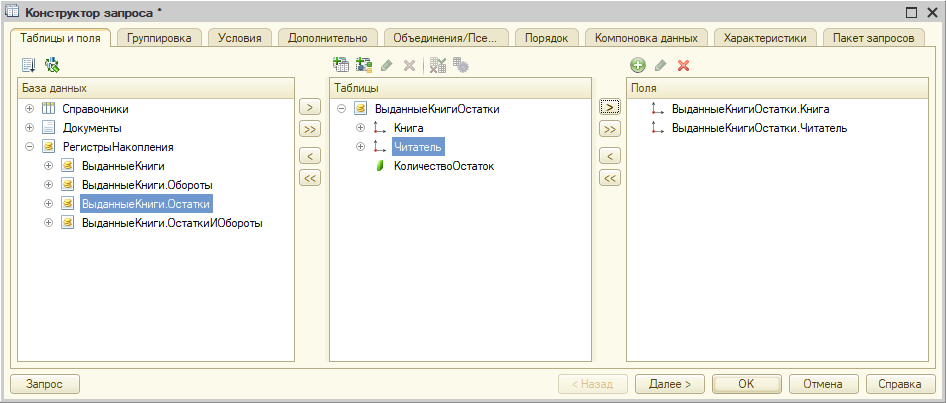 Конструктор запроса *
Таблицы и поля
Группировка
Условия
Дополнительно
Объединения/Псе...
Порядок
Компоновка данных
Характеристики
Пакет запросов
База данных
Справочники
Документы
РегистрыНакопления
ВыданныеКниги
ВыданныеКниги.Обороты
ВыданныеКниги.Остатки
ВыданныеКниги.ОстаткиИОбороты
>
>>
<
<<
Таблицы
ВыданныеКнигиОстатки
Книга
Читатель
КоличествоОстаток
>
>>
<
<<
Поля
ВыданныеКнигиОстатки.Книга
ВыданныеКнигиОстатки.Читатель
Запрос
< Назад
Далее >
OK
Отмена
Справка